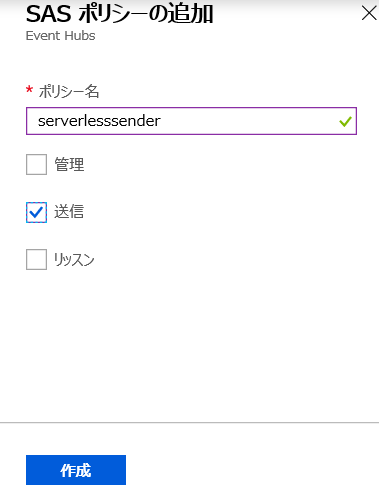 SAS ポリシーの追加
Event Hubs
* ポリシー名
serverlesssender
管理
送信
リッスン
作成